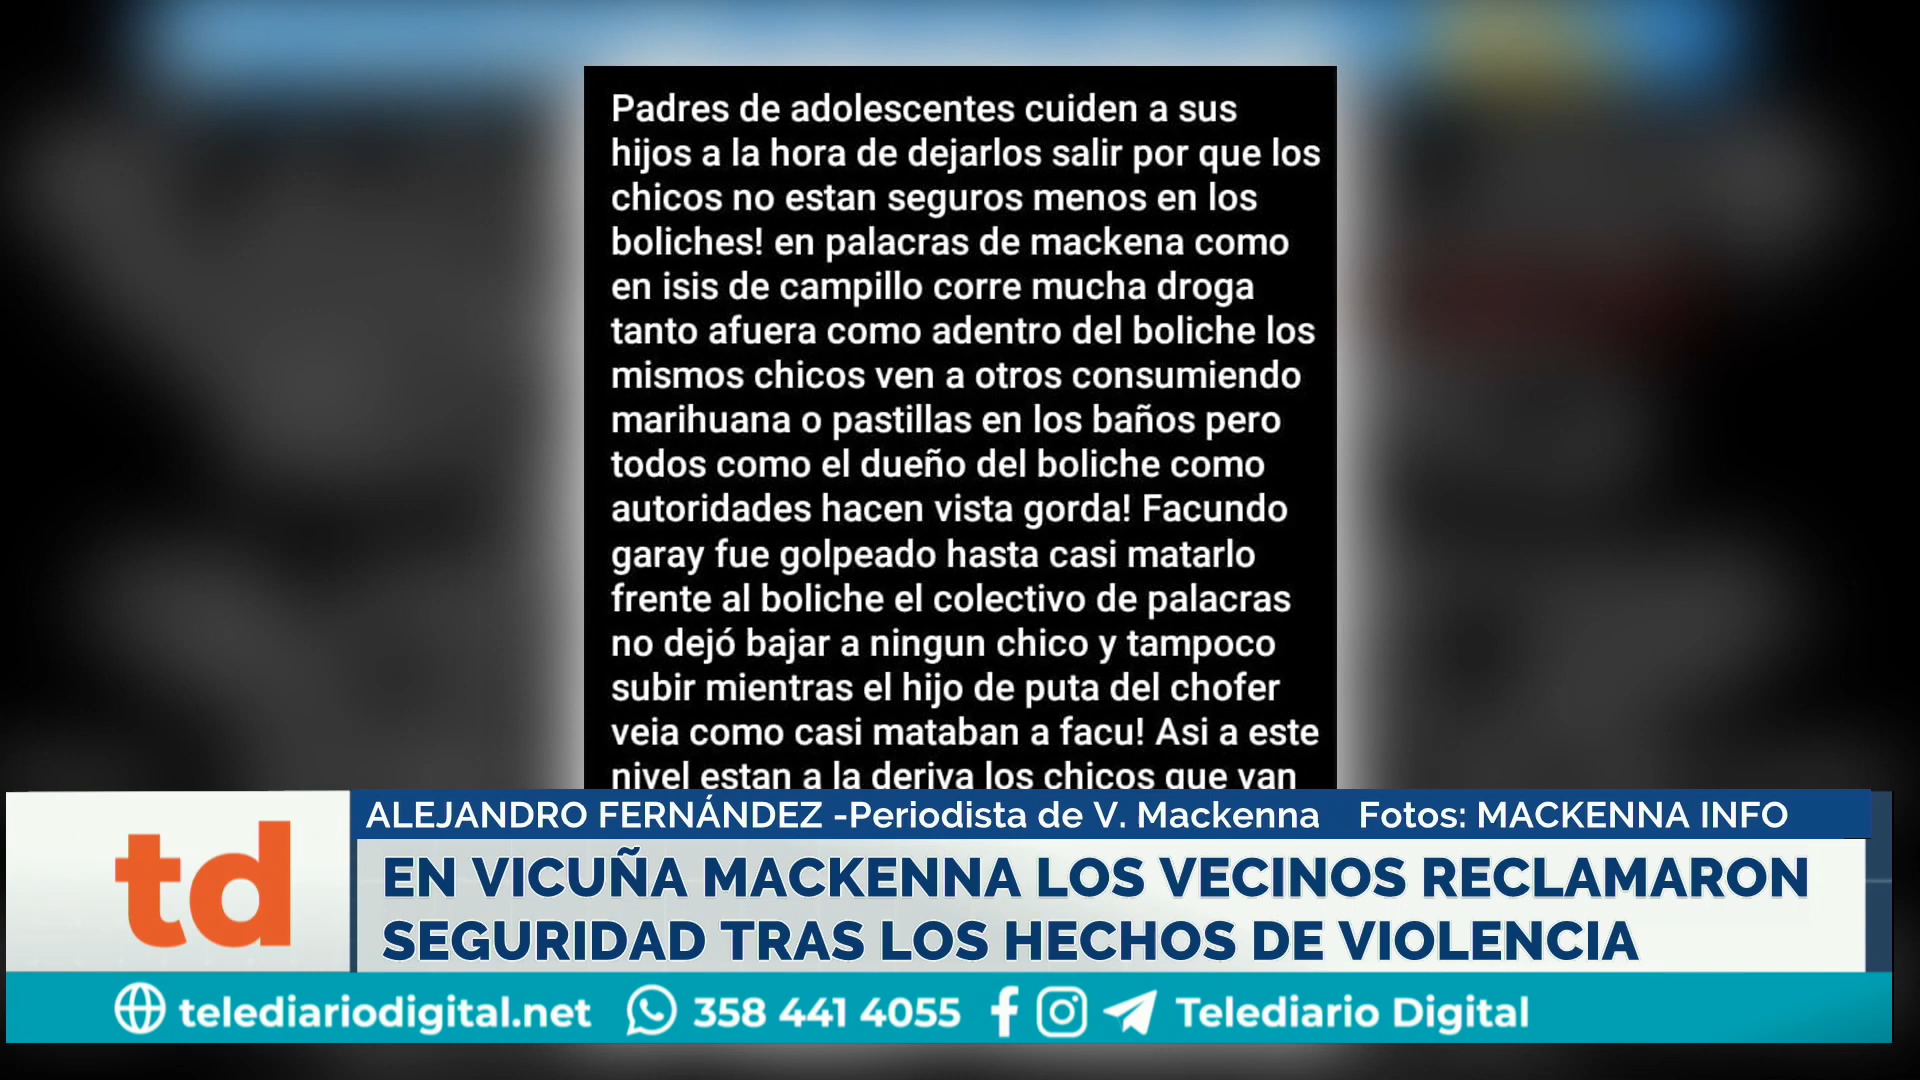 Padres de adolescentes cuiden a sus
hijos a la hora de dejarlos salir por que los
chicos no estan seguros menos en los
boliches! en palacras de mackena como
en isis de campillo corre mucha droga
tanto afuera como adentro del boliche los
mismos chicos ven a otros consumiendo
marihuana o pastillas en los baños pero
todos como el dueño del boliche como
autoridades hacen vista gorda! Facundo
garay fue golpeado hasta casi matarlo
frente al boliche el colectivo de palacras
no dejó bajar a ningun chico y tampoco
subir mientras el hijo de puta del chofer
veia como casi mataban a facu! Asi a este
nivel estan a la deriva los chicos que van
ALEJANDRO FERNÁNDEZ -Periodista de V. Mackenna Fotos: MACKENNA INFO
td
EN VICUÑA MACKENNA LOS VECINOS RECLAMARON
SEGURIDAD TRAS LOS HECHOS DE VIOLENCIA
telediariodigital.net 358 441 4055 Telediario Digital